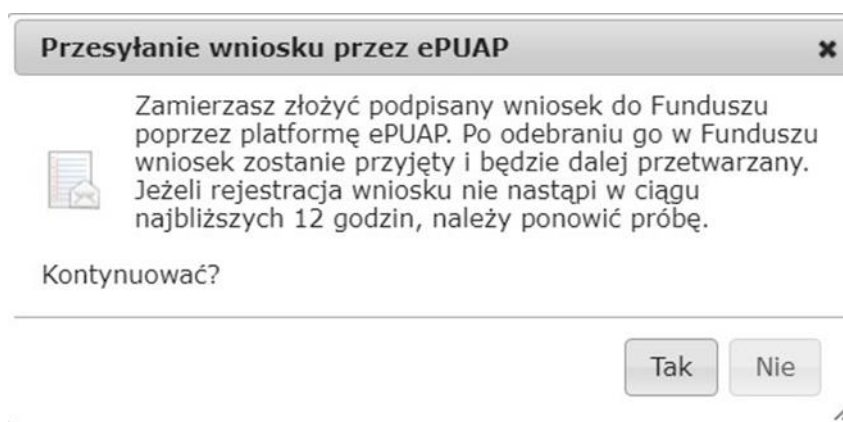 Przesyłanie wniosku przez ePUAP
Zamierzasz złożyć podpisany wniosek do Funduszu
poprzez platformę ePUAP. Po odebraniu go w Funduszu
wniosek zostanie przyjęty i będzie dalej przetwarzany.
Jeżeli rejestracja wniosku nie nastąpi w ciągu
najbliższych 12 godzin, należy ponowić próbę.
Kontynuować?
Tak Nie